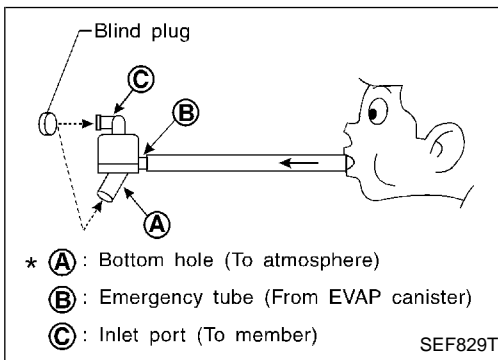 Blind plug
C
B
A
* A : Bottom hole (To atmosphere)
B : Emergency tube (From EVAP canister)
C : Inlet port (To member)
SEF829T